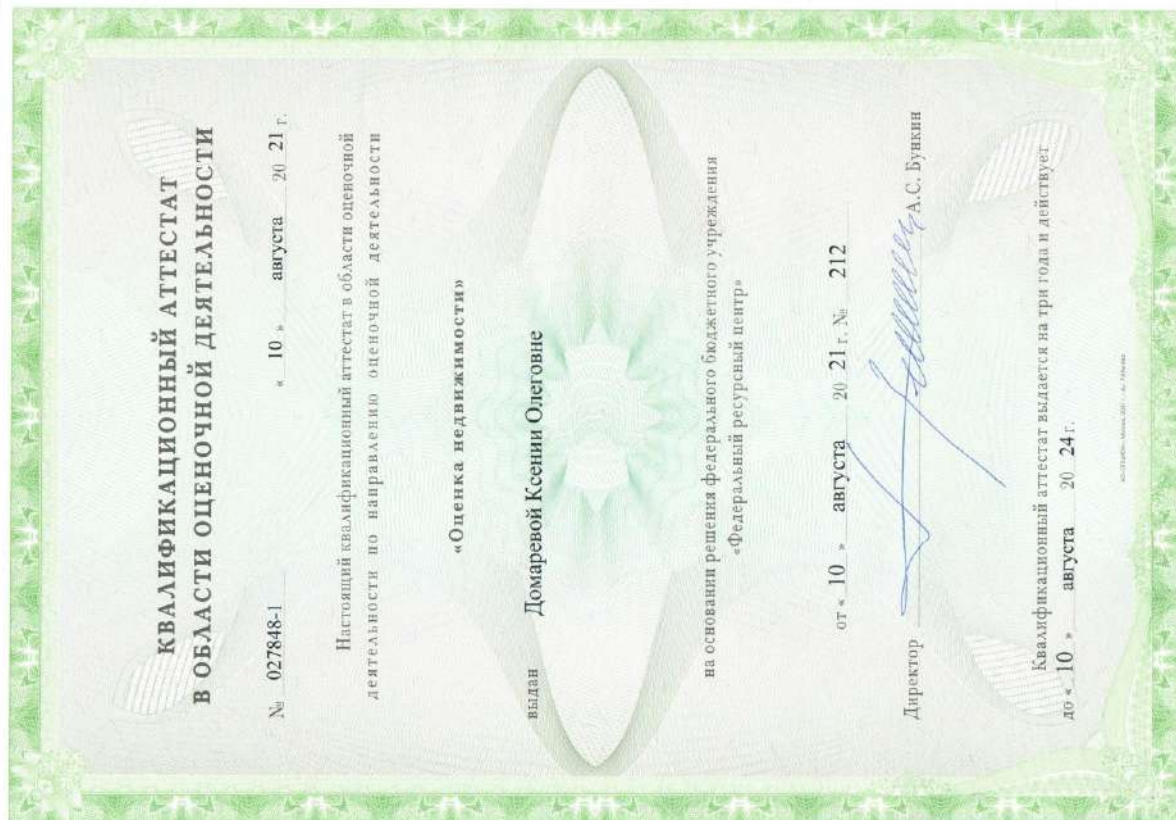 КВАЛИФИКАЦИОННЫЙ АТТЕСТАТ
В ОБЛАСТИ ОЦЕНОЧНОЙ ДЕЯТЕЛЬНОСТИ
№ 027848-1 « 10 » августа 20 21 г.
Настоящий квалификационный аттестат в области оценочной
деятельности по направлению оценочной деятельности
«Оценка недвижимости»
выдан Домаревой Ксении Олеговне
на основании решения федерального бюджетного учреждения
«Федеральный ресурсный центр»
от « 10 » августа 20 21 г. № 212
Директор А.С. Бункин
Квалификационный аттестат выдается на три года и действует
до « 10 » августа 20 24 г.